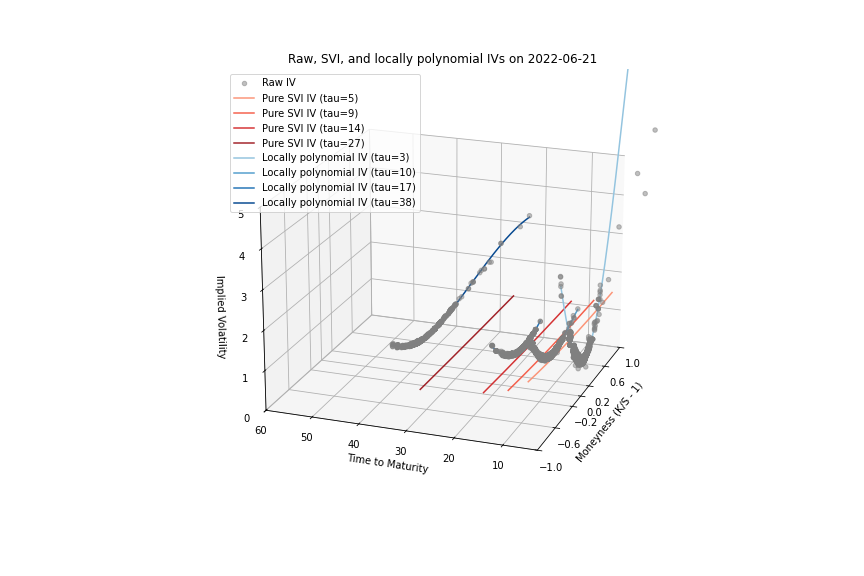 Raw, SVI, and locally polynomial IVs on 2022-06-21
Raw IV
Pure SVI IV (tau=5)
Pure SVI IV (tau=9)
Pure SVI IV (tau=14)
Pure SVI IV (tau=27)
Locally polynomial IV (tau=3)
Locally polynomial IV (tau=10)
Locally polynomial IV (tau=17)
Locally polynomial IV (tau=38)
5
4
3
2
1
0
Implied Volatility
60
50
40
30
20
10
Time to Maturity
1.0
0.6
0.2
0.0
−0.2
−0.6
−1.0
Moneyness (K/S - 1)